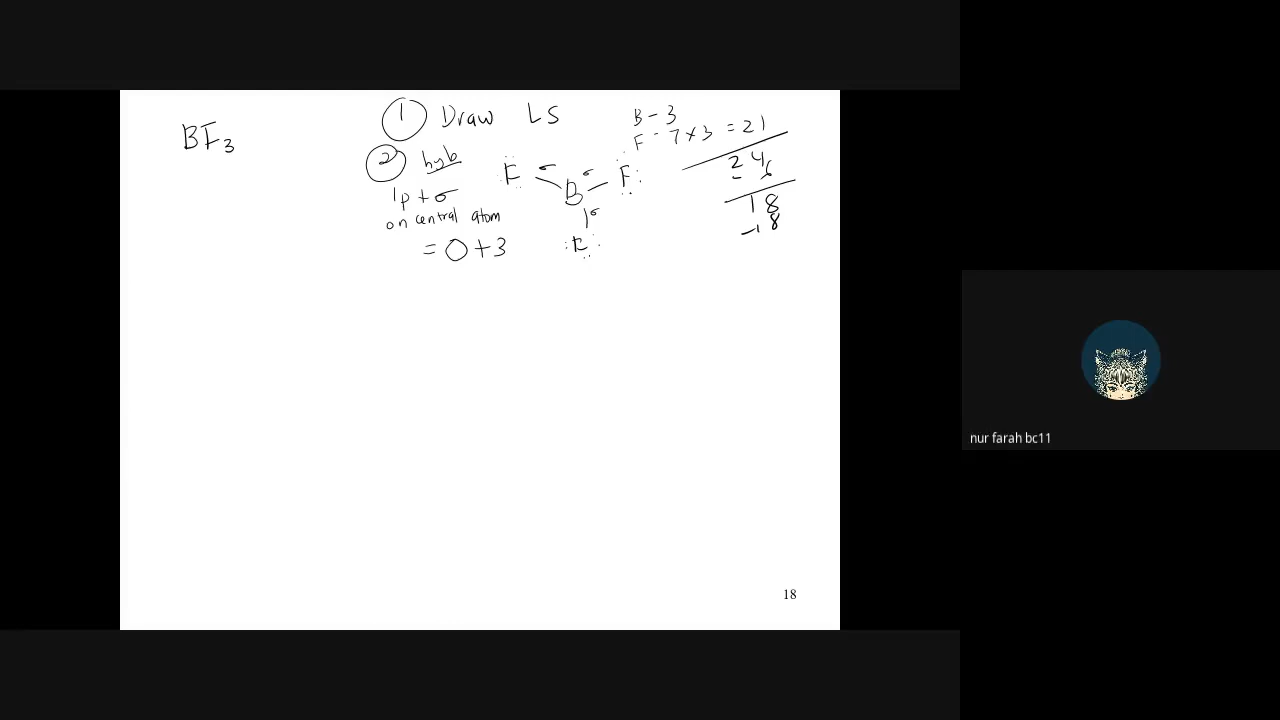 BF3
① Draw LS
② hyb
lp + σ
on central atom
= 0 + 3
F σ B σ F
σ
F
B - 3
F - 7 × 3 = 21
24
- 6
18
-18
18
nur farah bc11